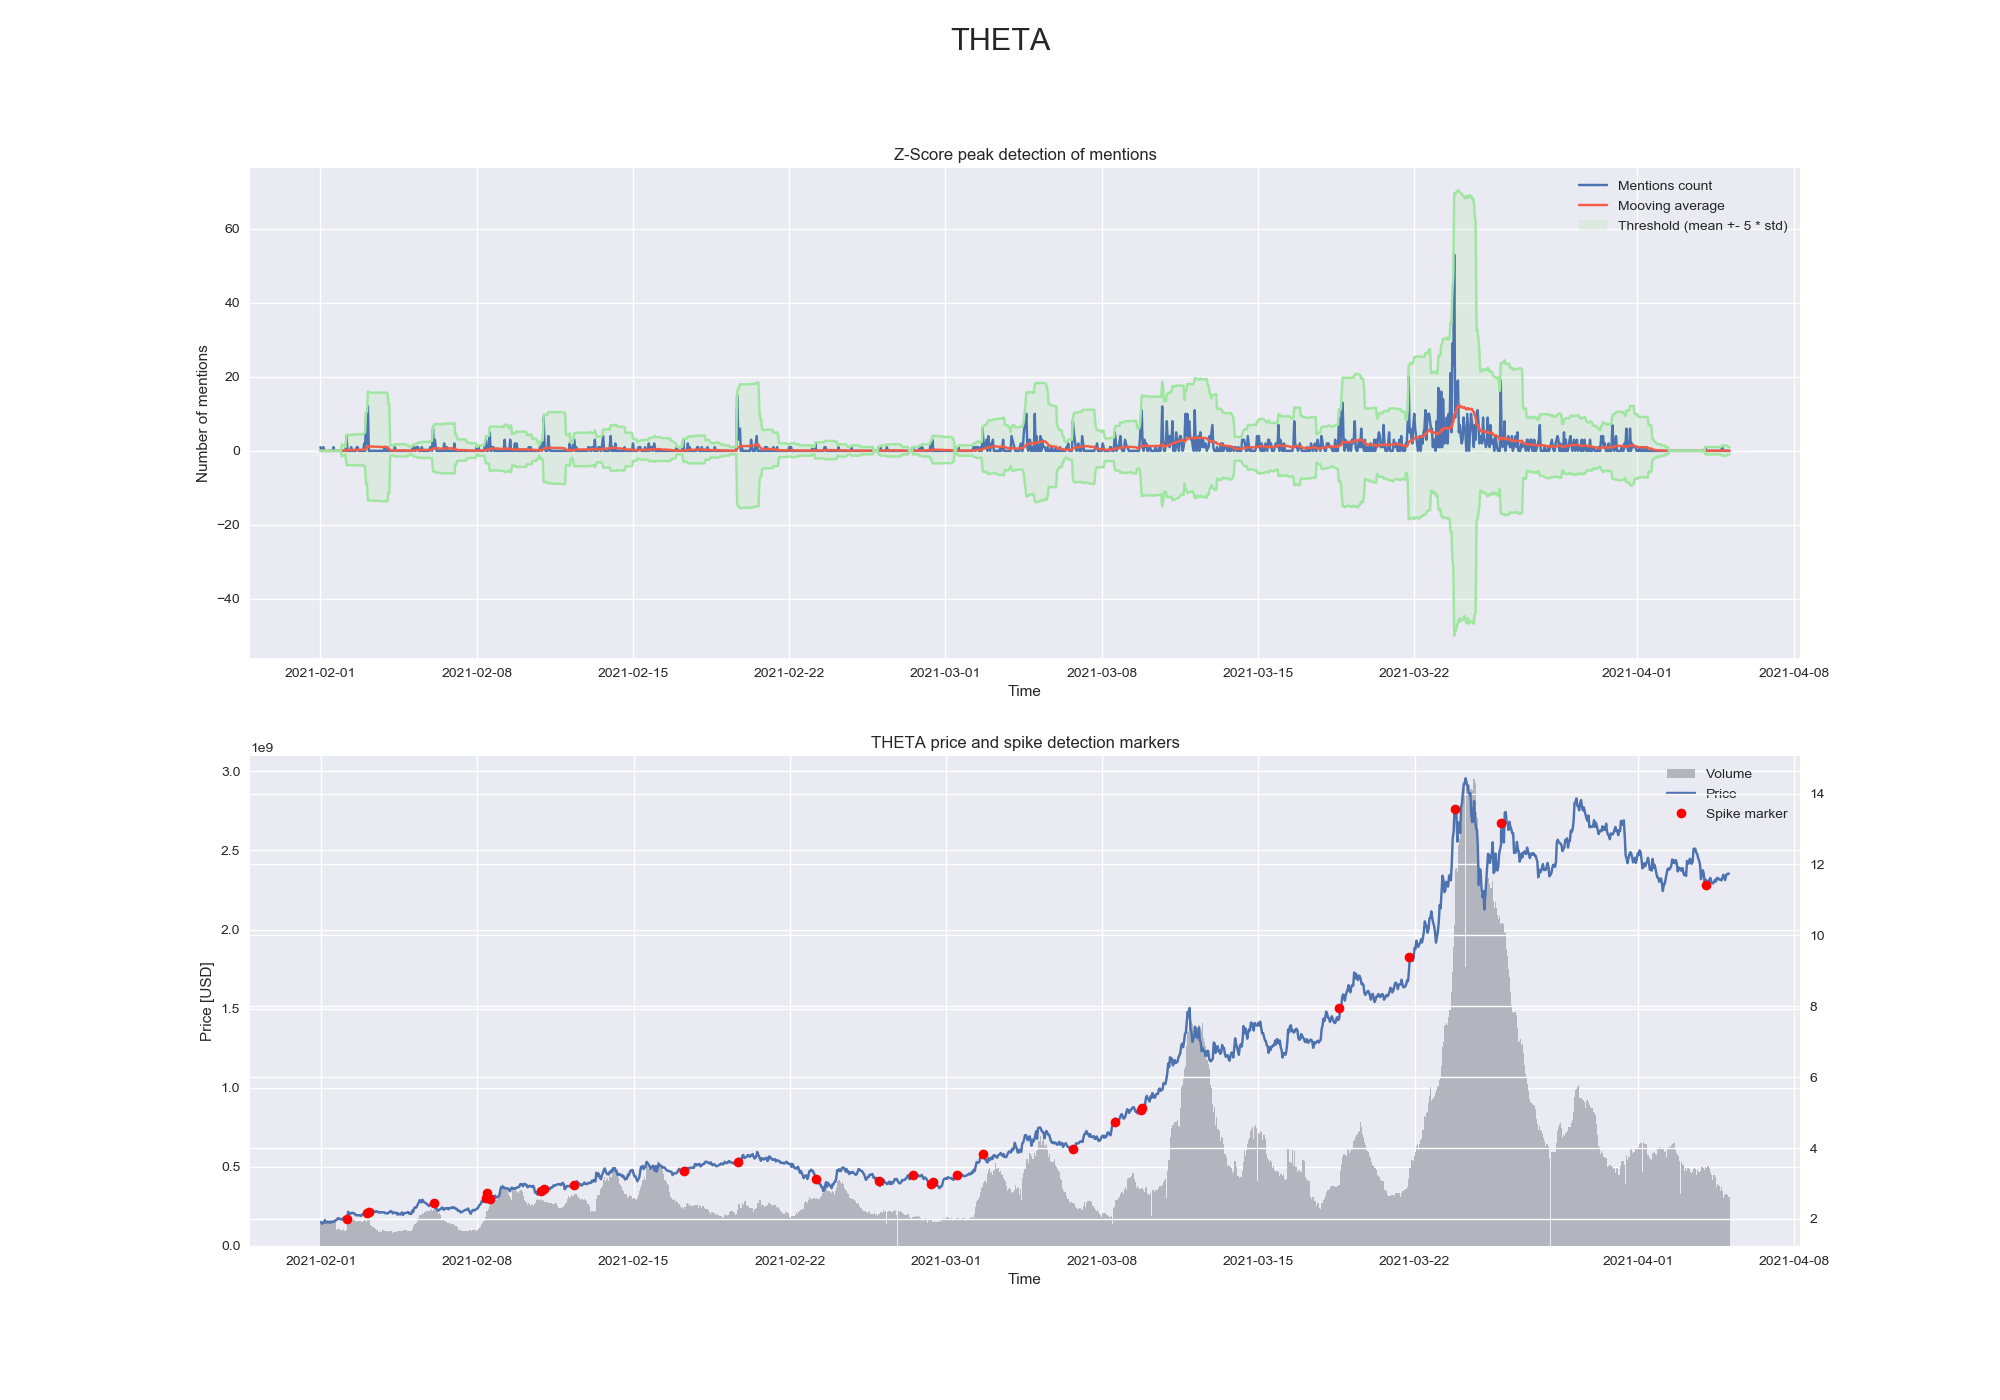 THETA
Z-Score peak detection of mentions
Mentions count
Mooving average
Threshold (mean +- 5 * std)
60
40
20
0
−20
−40
Number of mentions
2021-02-01 2021-02-08 2021-02-15 2021-02-22 2021-03-01 2021-03-08 2021-03-15 2021-03-22 2021-04-01 2021-04-08
Time
THETA price and spike detection markers
1e9
Volume
Price
Spike marker
3.0
2.5
2.0
1.5
1.0
0.5
0.0
Price [USD]
14
12
10
8
6
4
2
2021-02-01 2021-02-08 2021-02-15 2021-02-22 2021-03-01 2021-03-08 2021-03-15 2021-03-22 2021-04-01 2021-04-08
Time